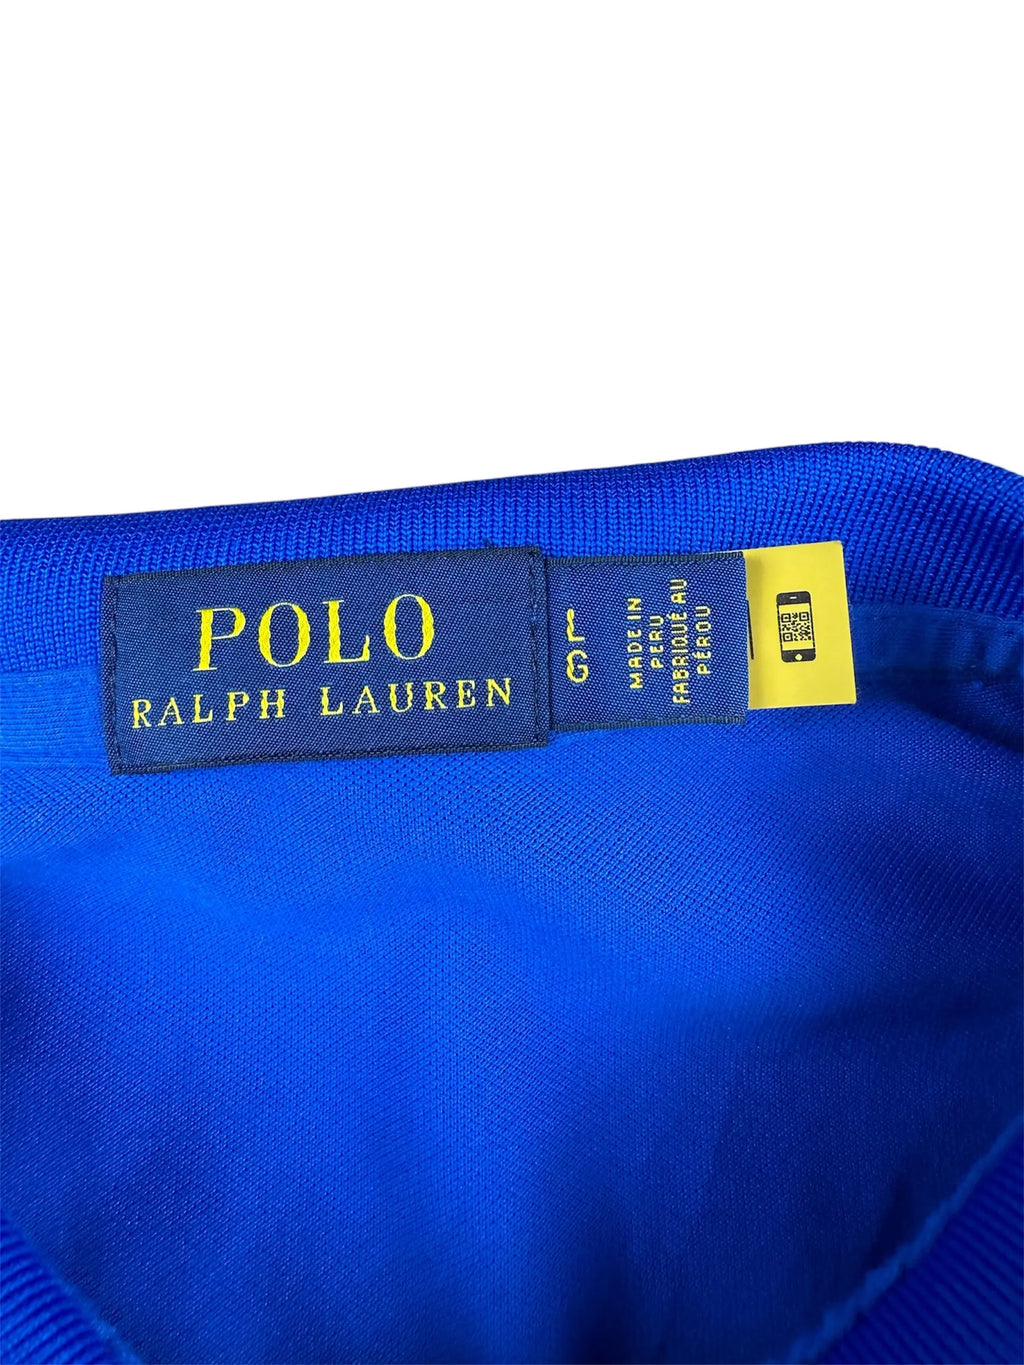 POLO
RALPH LAUREN
L
G
MADE IN
PERU
FABRIQUÉ AU
PÉROU